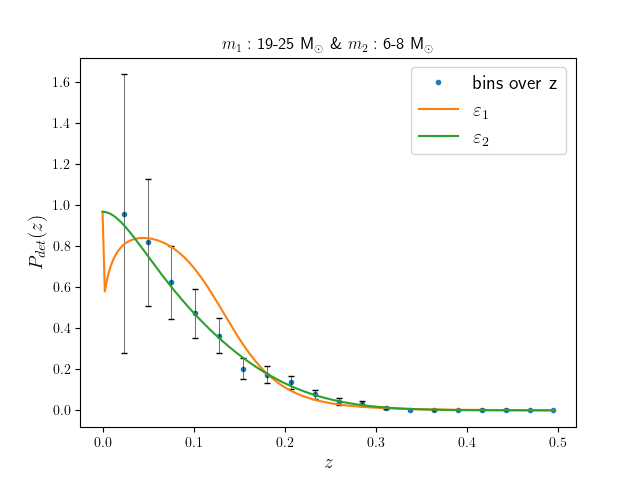 m₁ : 19-25 M☉ & m₂ : 6-8 M☉
P_det(z)
1.6
1.4
1.2
1.0
0.8
0.6
0.4
0.2
0.0
bins over z
ε₁
ε₂
0.0 0.1 0.2 0.3 0.4 0.5
z